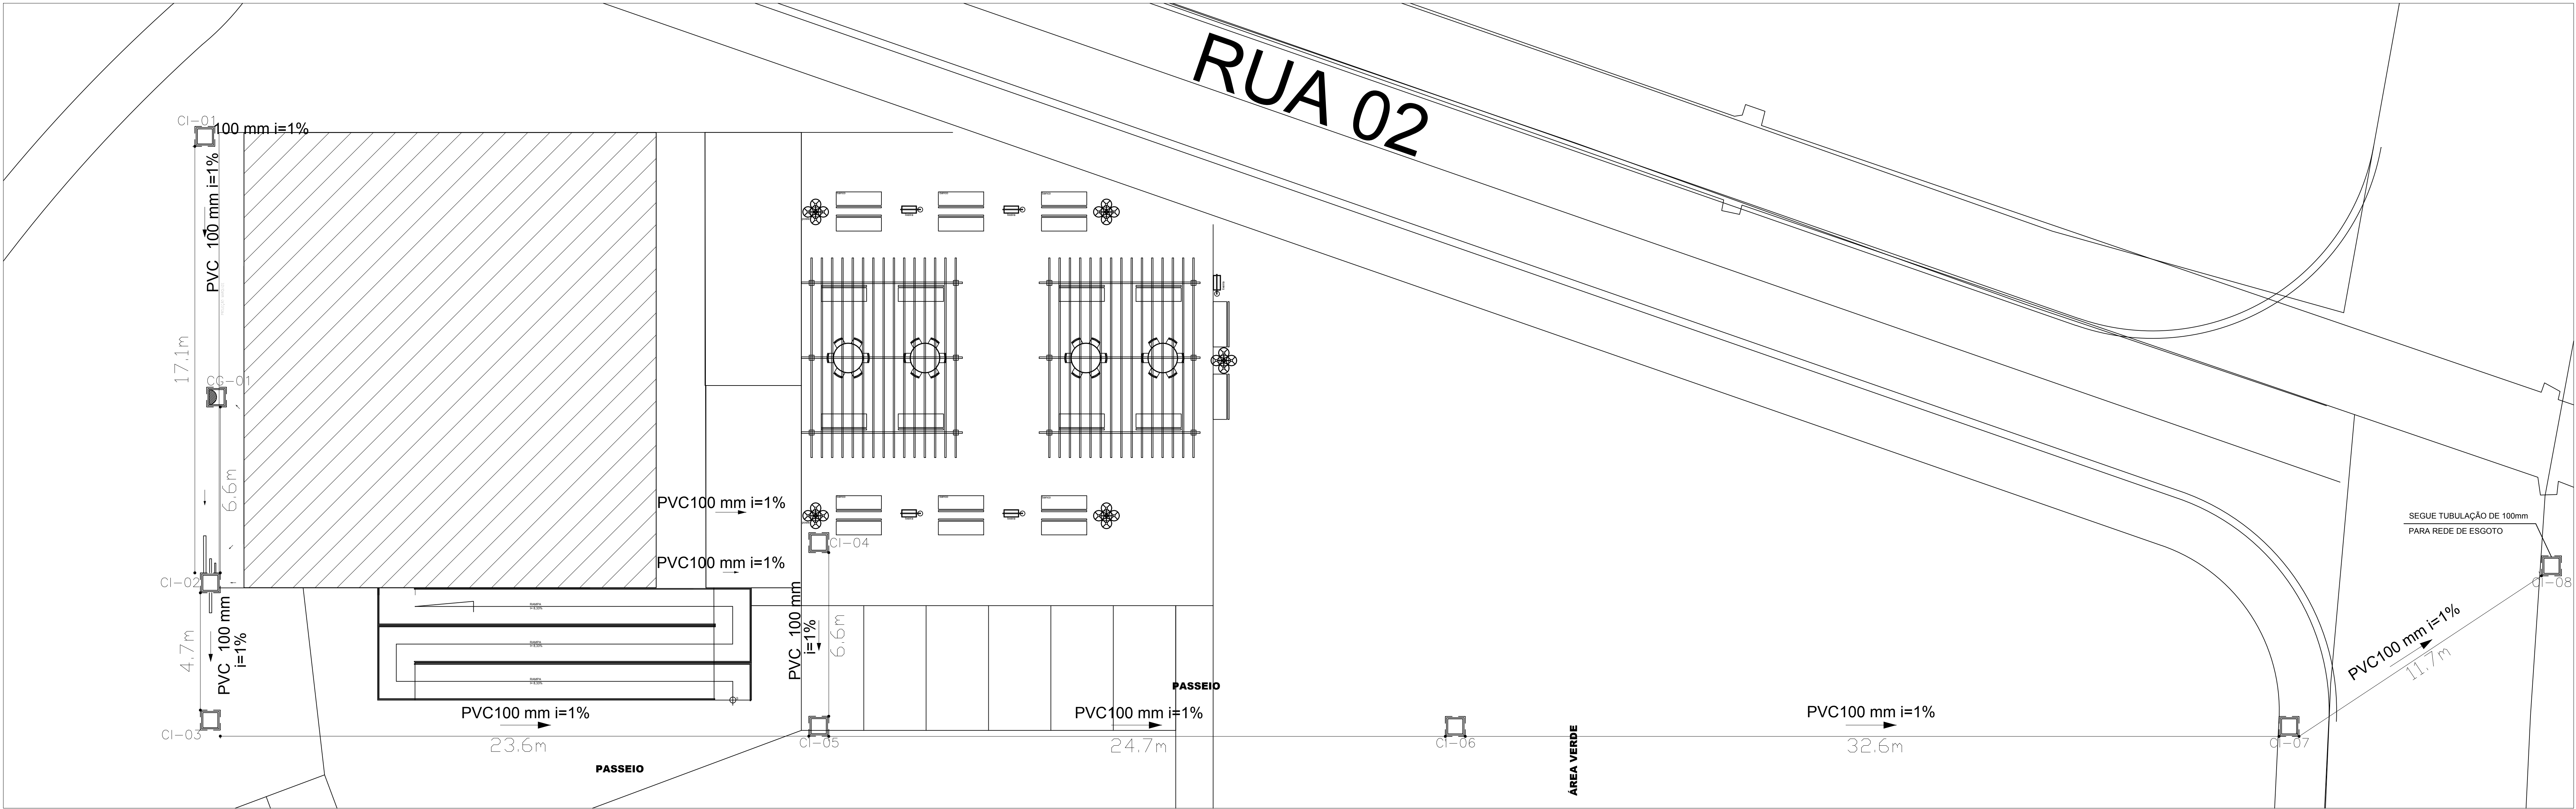 RUA 02
CI-01
100 mm i=1%
PVC 100 mm i=1%
17.1m
CG-01
6.6m
PVC100 mm i=1%
CI-04
PVC100 mm i=1%
CI-02
PVC 100 mm
i=1%
4.7m
RAMPA
RAMPA
RAMPA
PVC 100 mm
i=1%
6.6m
SEGUE TUBULAÇÃO DE 100mm
PARA REDE DE ESGOTO
CI-08
PVC100 mm i=1%
11.7m
PASSEIO
PVC100 mm i=1%
PVC100 mm i=1%
PVC100 mm i=1%
CI-03
23.6m
CI-05
24.7m
CI-06
32.6m
CI-07
PASSEIO
ÁREA VERDE